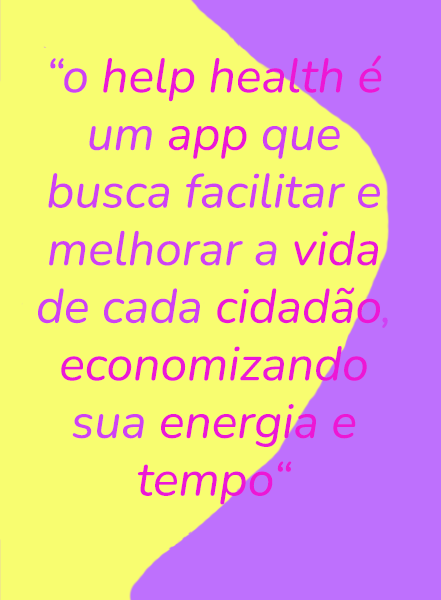 “o help health é
um app que
busca facilitar e
melhorar a vida
de cada cidadão,
economizando
sua energia e
tempo“